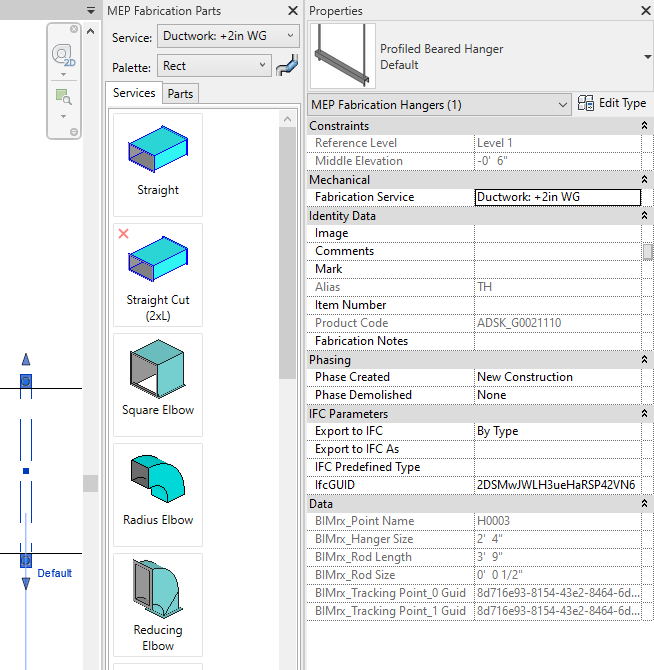 2D
Default
MEP Fabrication Parts
Service: Ductwork: +2in WG
Palette: Rect
Services Parts
Straight
Straight Cut
(2xL)
Square Elbow
Radius Elbow
Reducing
Elbow
Properties
Profiled Beared Hanger
Default
MEP Fabrication Hangers (1) Edit Type
Constraints
Reference Level Level 1
Middle Elevation -0' 6"
Mechanical
Fabrication Service Ductwork: +2in WG
Identity Data
Image
Comments
Mark
Alias TH
Item Number
Product Code ADSK_G0021110
Fabrication Notes
Phasing
Phase Created New Construction
Phase Demolished None
IFC Parameters
Export to IFC By Type
Export to IFC As
IFC Predefined Type
IfcGUID 2DSMwJWLH3ueHaRSP42VN6
Data
BIMrx_Point Name H0003
BIMrx_Hanger Size 2' 4"
BIMrx_Rod Length 3' 9"
BIMrx_Rod Size 0' 0 1/2"
BIMrx_Tracking Point_0 Guid 8d716e93-8154-43e2-8464-6d...
BIMrx_Tracking Point_1 Guid 8d716e93-8154-43e2-8464-6d...